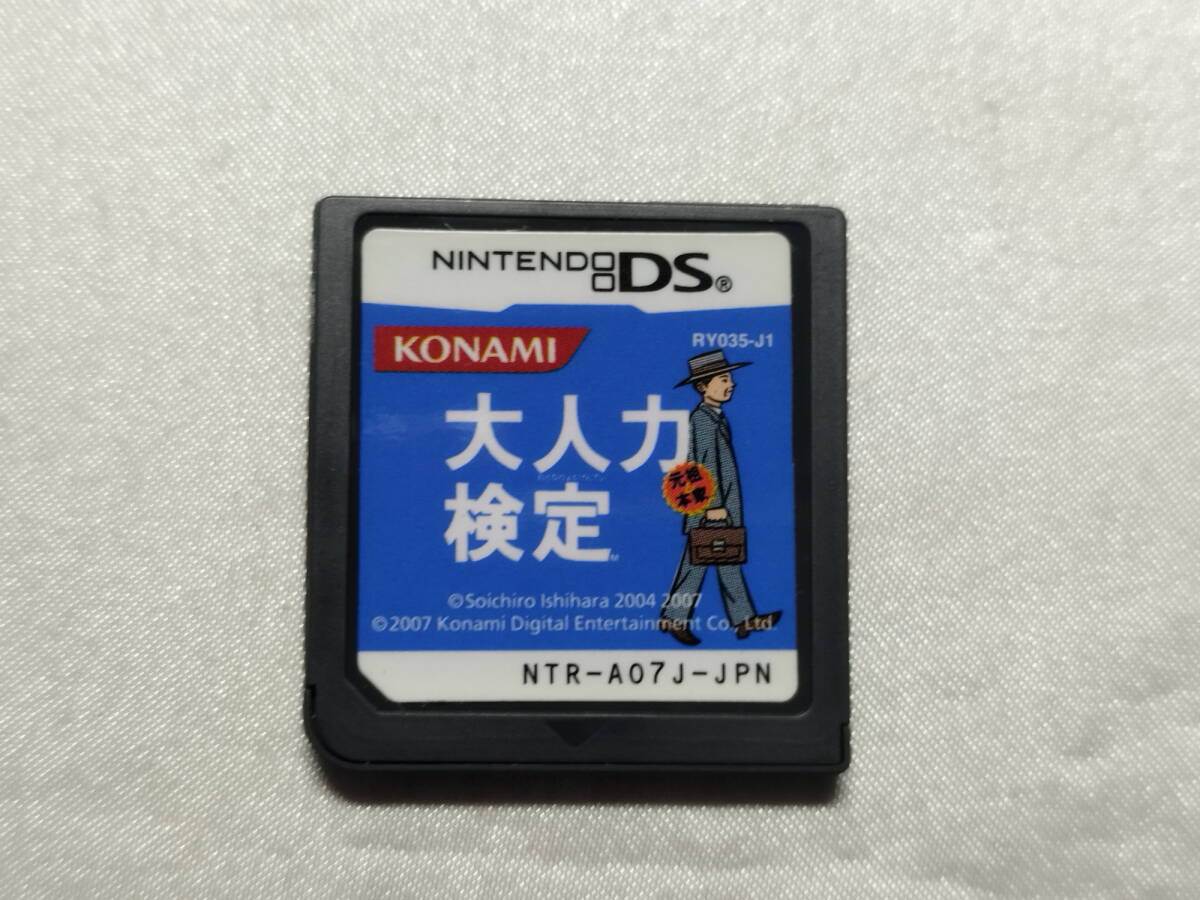 NINTENDO DS®
KONAMI
RY035-J1
大人力
検定
元祖
本家
©Soichiro Ishihara 2004 2007
©2007 Konami Digital Entertainment Co., Ltd.
NTR-A07J-JPN